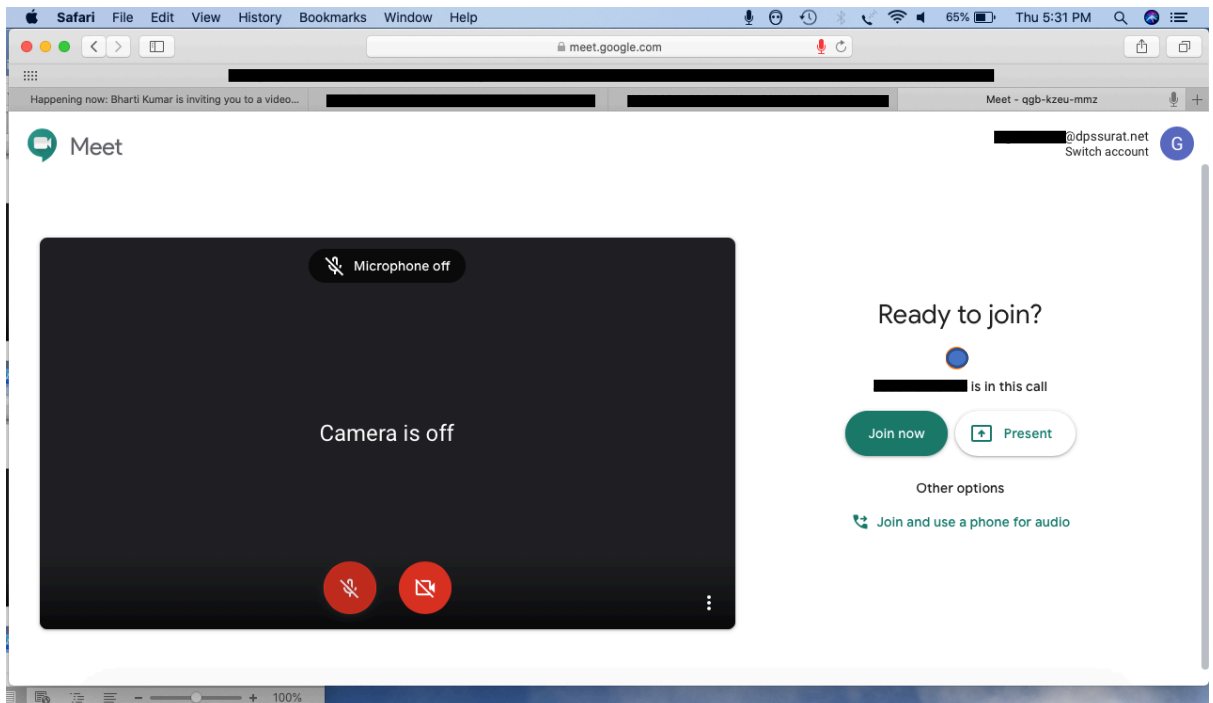 Safari File Edit View History Bookmarks Window Help 65% Thu 5:31 PM
meet.google.com
Happening now: Bharti Kumar is inviting you to a video... Meet - qgb-kzeu-mmz
Meet
@dpssurat.net
Switch account
G
Microphone off
Camera is off
Ready to join?
is in this call
Join now Present
Other options
Join and use a phone for audio
100%